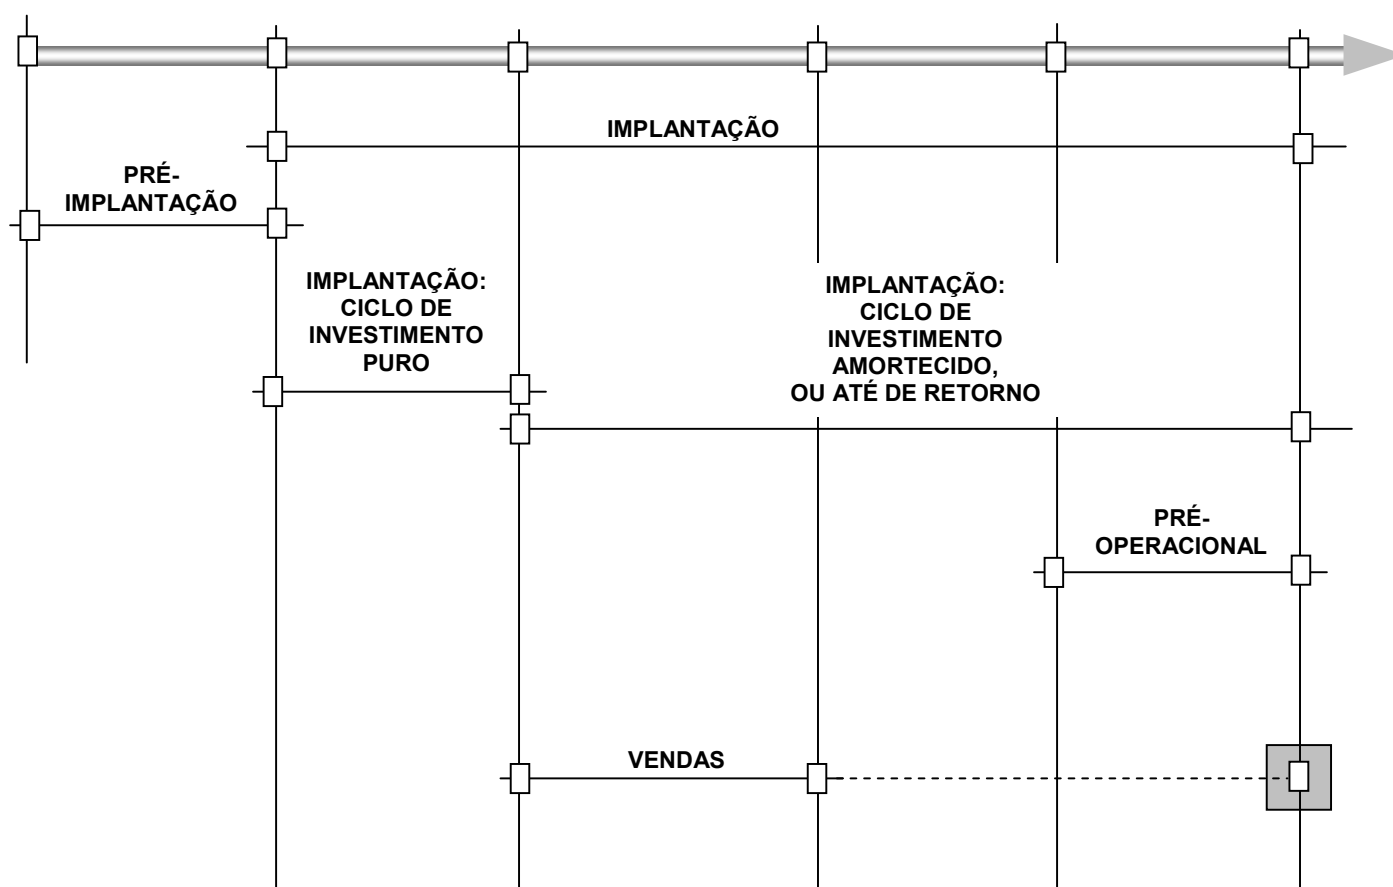 IMPLANTAÇÃO
PRÉ-
IMPLANTAÇÃO
IMPLANTAÇÃO:
CICLO DE
INVESTIMENTO
PURO
IMPLANTAÇÃO:
CICLO DE
INVESTIMENTO
AMORTECIDO,
OU ATÉ DE RETORNO
PRÉ-
OPERACIONAL
VENDAS